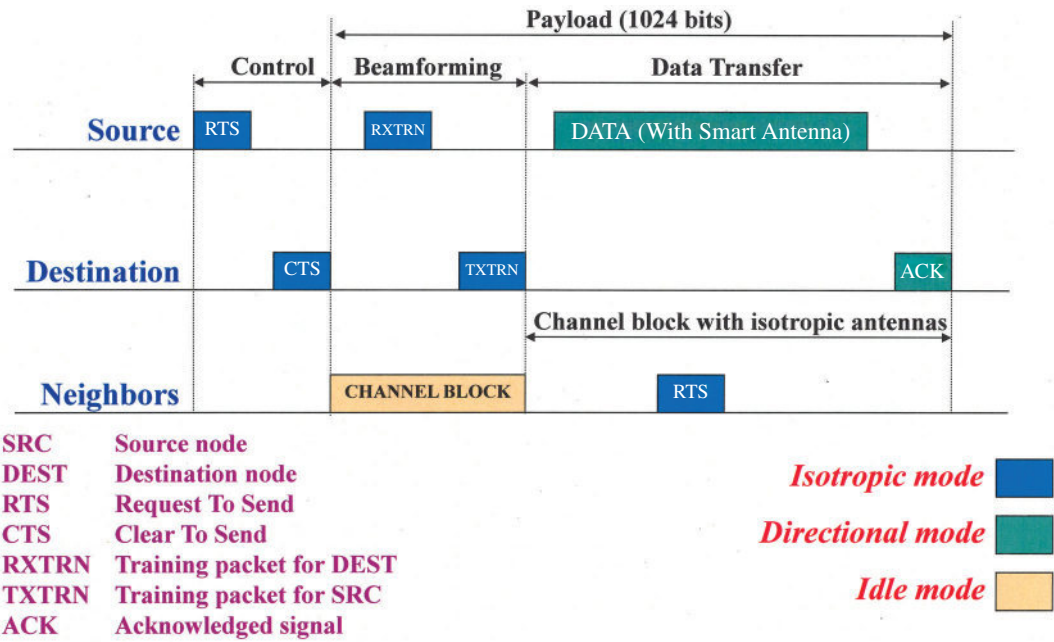 Payload (1024 bits)
Control
Beamforming
Data Transfer
Source
RTS
RXTRN
DATA (With Smart Antenna)
Destination
CTS
TXTRN
ACK
Channel block with isotropic antennas
Neighbors
CHANNEL BLOCK
RTS
SRC Source node
DEST Destination node
RTS Request To Send
CTS Clear To Send
RXTRN Training packet for DEST
TXTRN Training packet for SRC
ACK Acknowledged signal
Isotropic mode
Directional mode
Idle mode